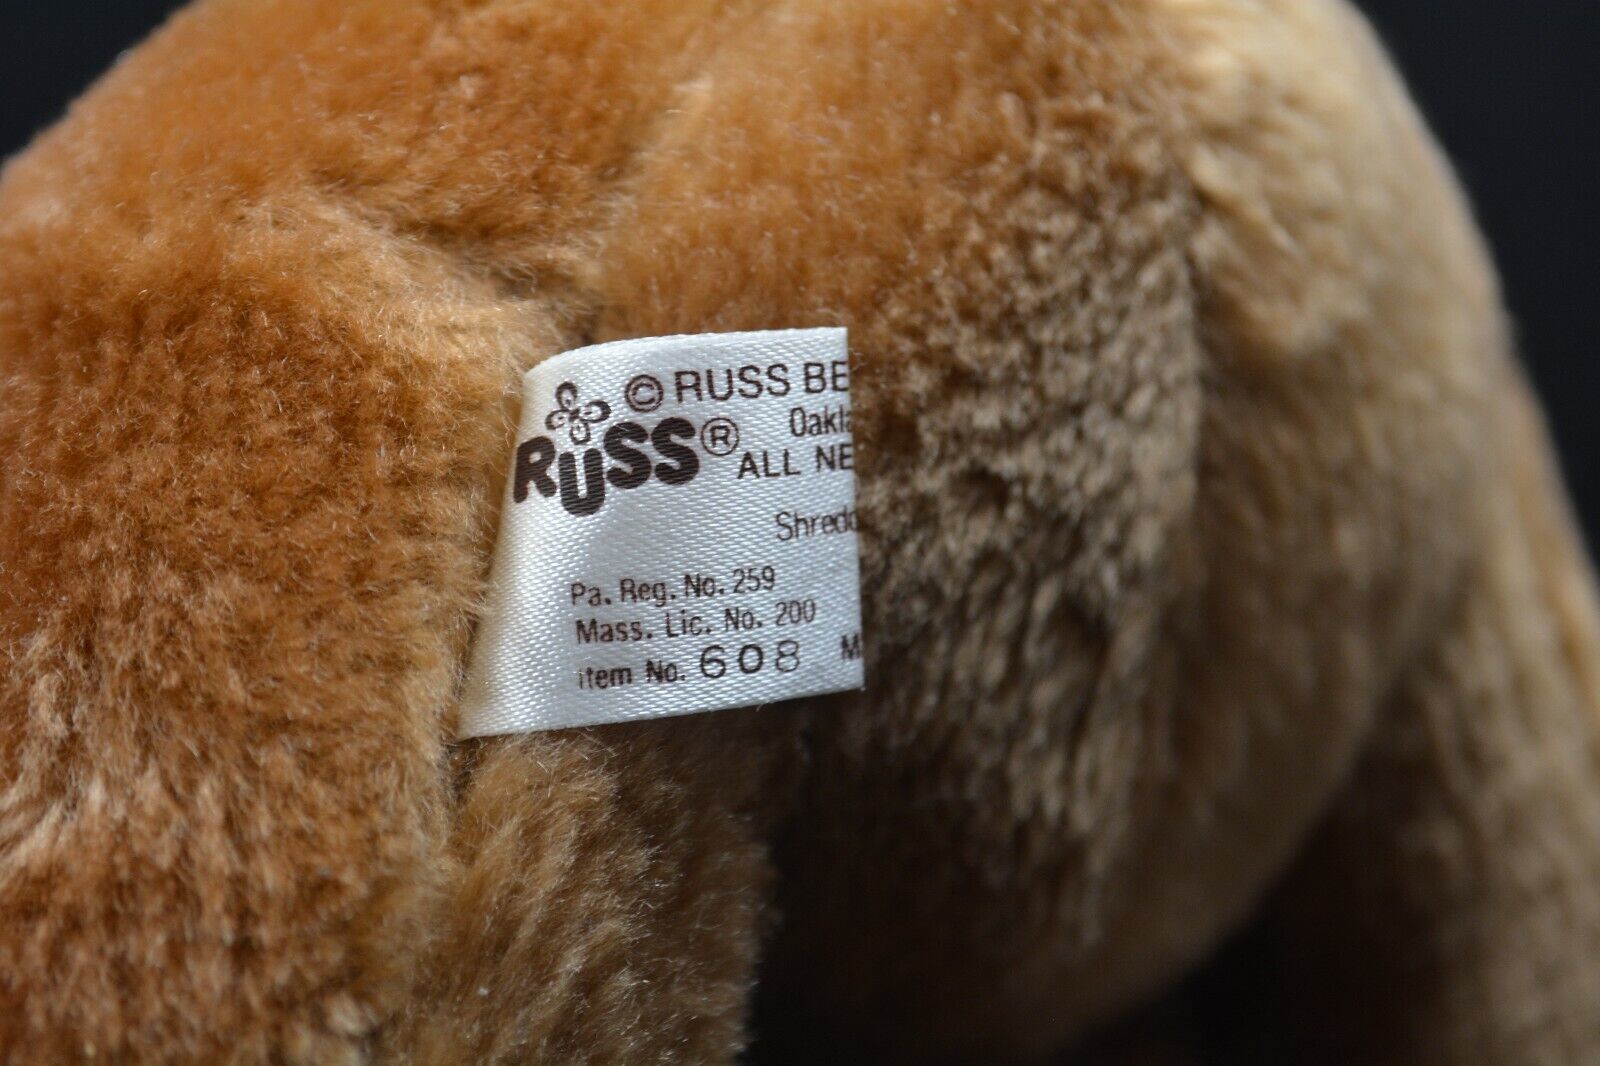 © RUSS BE
RUSS®
Oakla
ALL NE
Shredd
Pa. Reg. No. 259
Mass. Lic. No. 200
Item No. 608 M